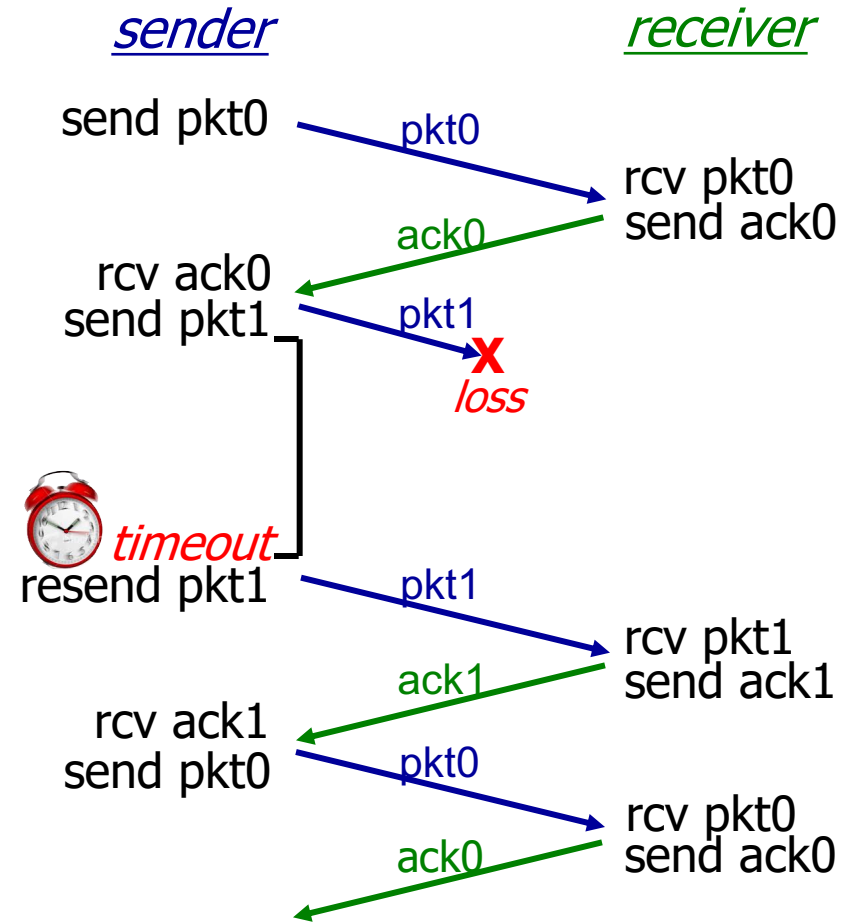 sender
receiver
send pkt0
pkt0
rcv pkt0
send ack0
ack0
rcv ack0
send pkt1
pkt1
X
loss
timeout
resend pkt1
pkt1
rcv pkt1
send ack1
ack1
rcv ack1
send pkt0
pkt0
rcv pkt0
send ack0
ack0